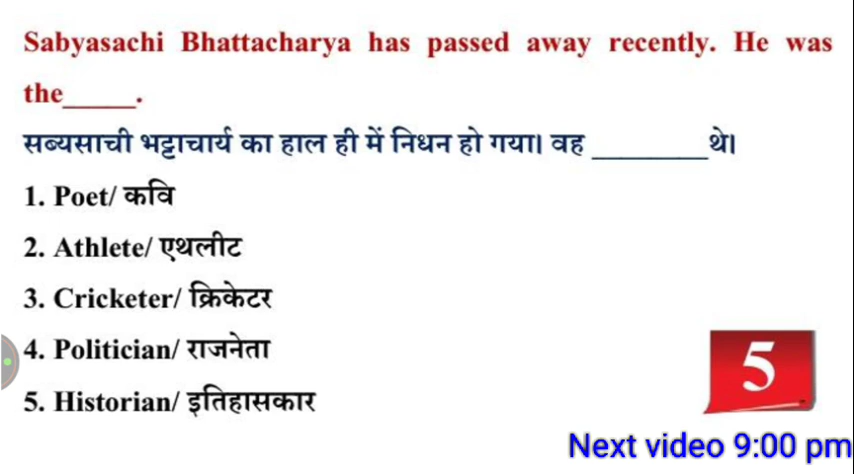 Sabyasachi Bhattacharya has passed away recently. He was
the_____.
सब्यसाची भट्टाचार्य का हाल ही में निधन हो गया। वह ________थे।
1. Poet/ कवि
2. Athlete/ एथलीट
3. Cricketer/ क्रिकेटर
4. Politician/ राजनेता
5. Historian/ इतिहासकार
5
Next video 9:00 pm